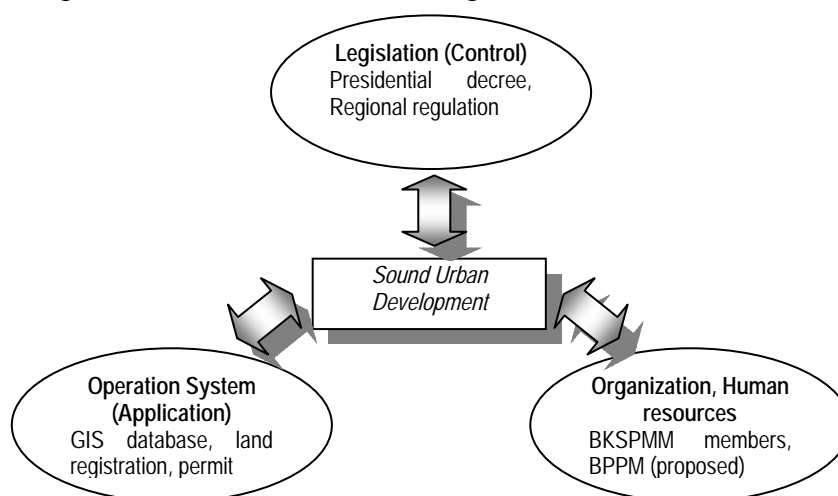 Legislation (Control)
Presidential decree,
Regional regulation
Sound Urban
Development
Operation System
(Application)
GIS database, land
registration, permit
Organization, Human
resources
BKSPMM members,
BPPM (proposed)